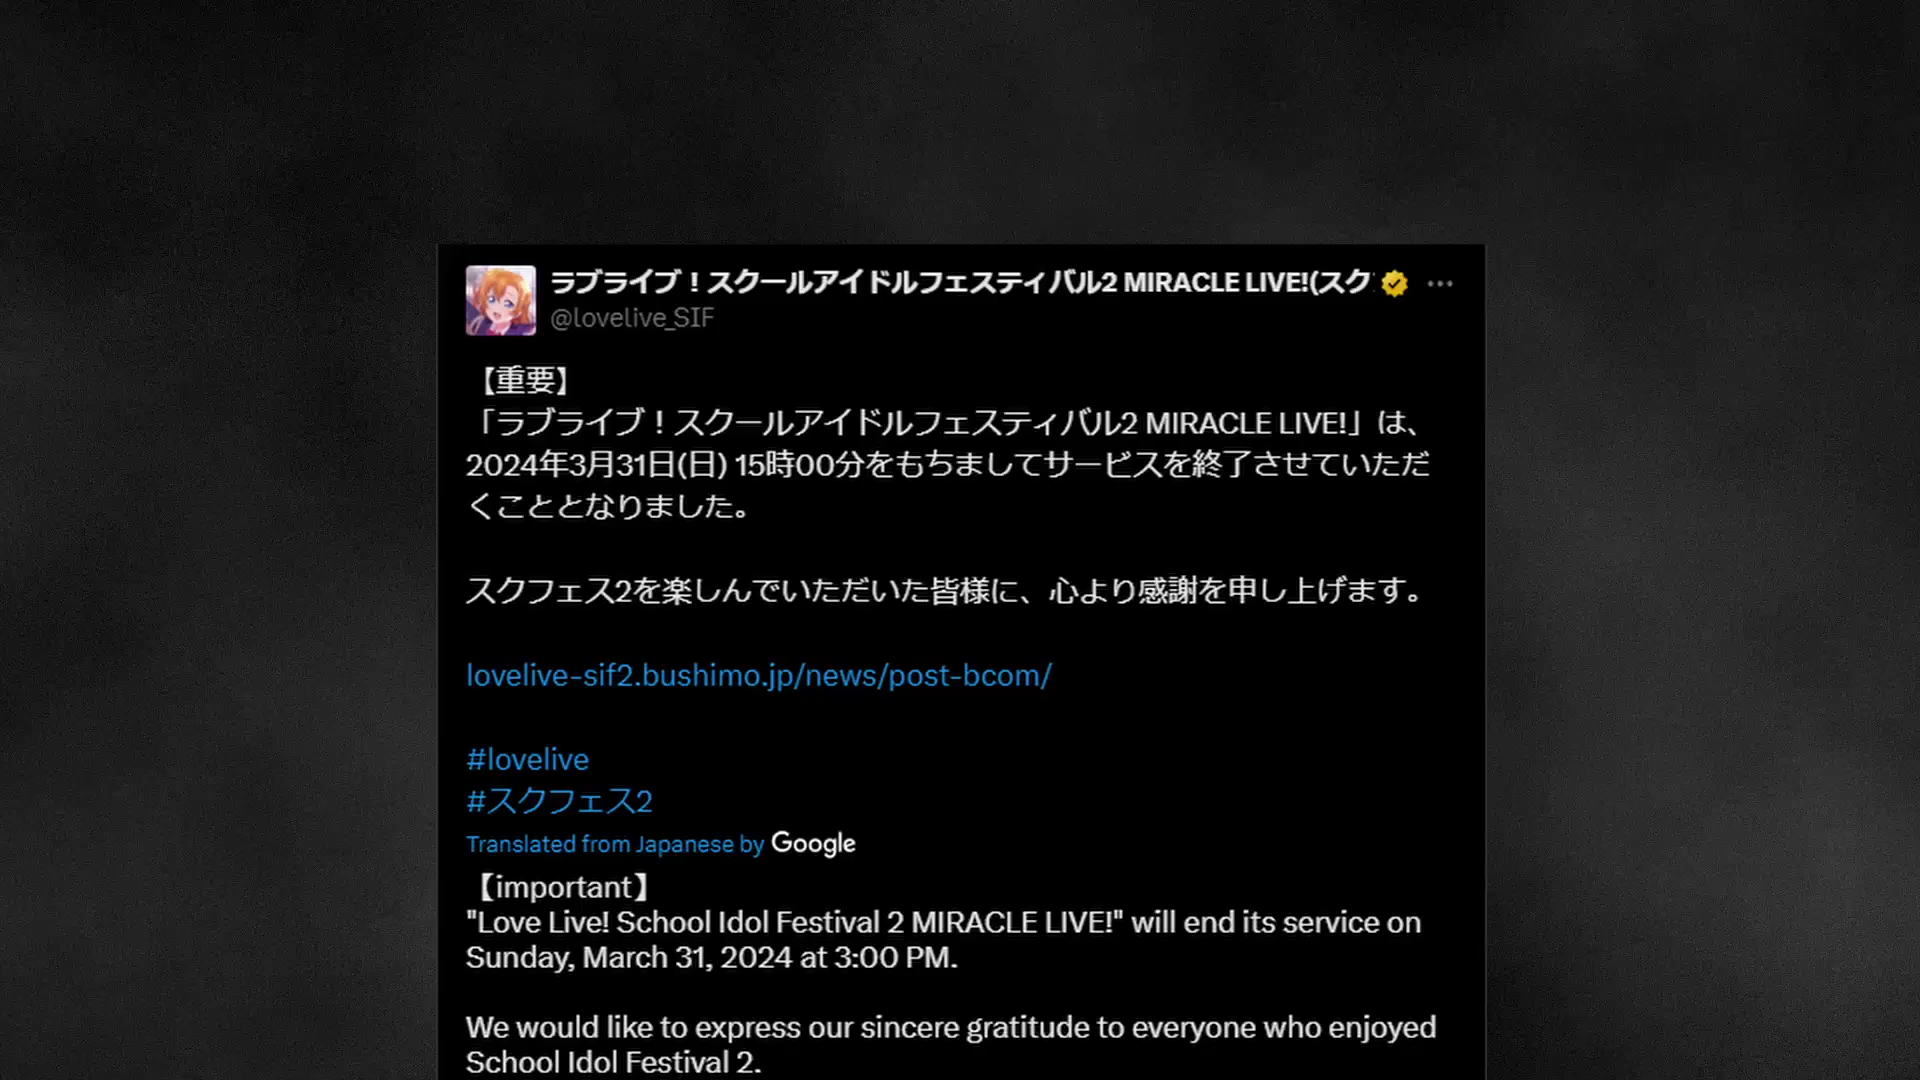 ラブライブ！スクールアイドルフェスティバル2 MIRACLE LIVE!(スク
@lovelive_SIF
【重要】
「ラブライブ！スクールアイドルフェスティバル2 MIRACLE LIVE!」は、
2024年3月31日(日) 15時00分をもちましてサービスを終了させていただ
くこととなりました。
スクフェス2を楽しんでいただいた皆様に、心より感謝を申し上げます。
lovelive-sif2.bushimo.jp/news/post-bcom/
#lovelive
#スクフェス2
Translated from Japanese by Google
【important】
"Love Live! School Idol Festival 2 MIRACLE LIVE!" will end its service on
Sunday, March 31, 2024 at 3:00 PM.
We would like to express our sincere gratitude to everyone who enjoyed
School Idol Festival 2.